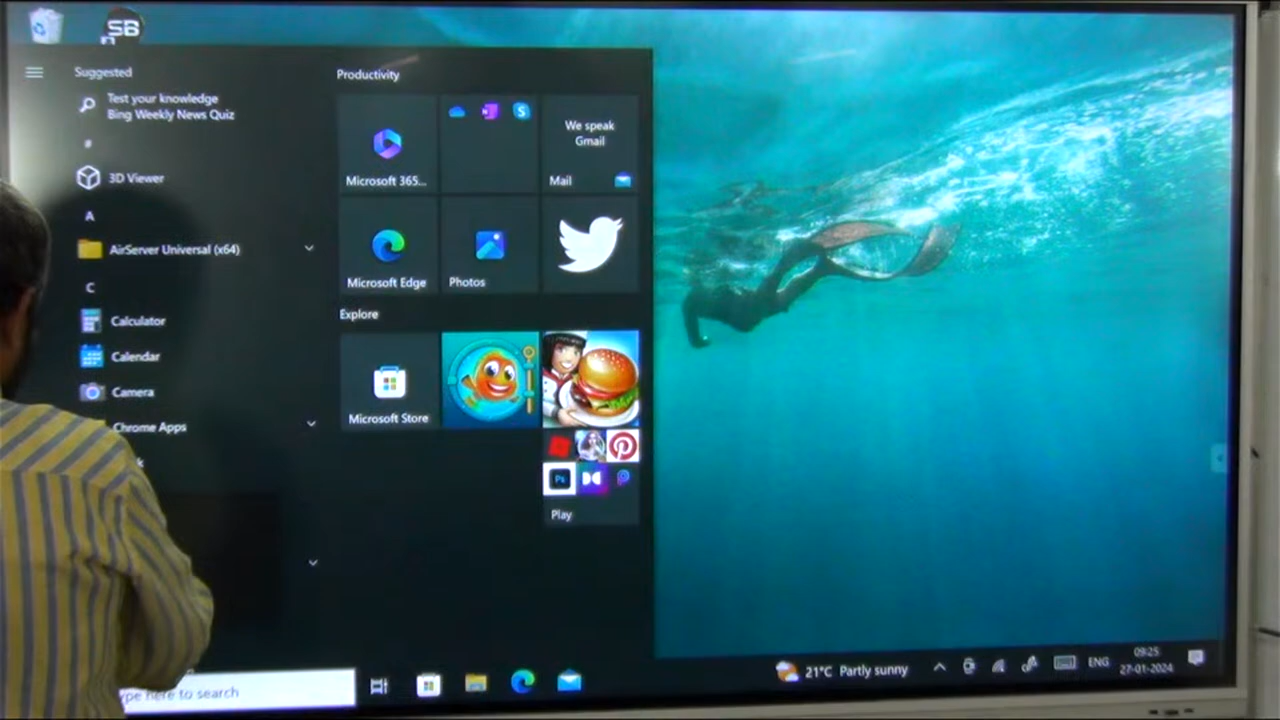 SB
Suggested
Test your knowledge
Bing Weekly News Quiz
#
3D Viewer
A
AirServer Universal (x64)
C
Calculator
Calendar
Camera
Chrome Apps
k
Productivity
Microsoft 365...
We speak
Gmail
Mail
Microsoft Edge
Photos
Explore
Microsoft Store
Ps
Play
ype here to search
21°C Partly sunny
ENG
09:25
27-01-2024